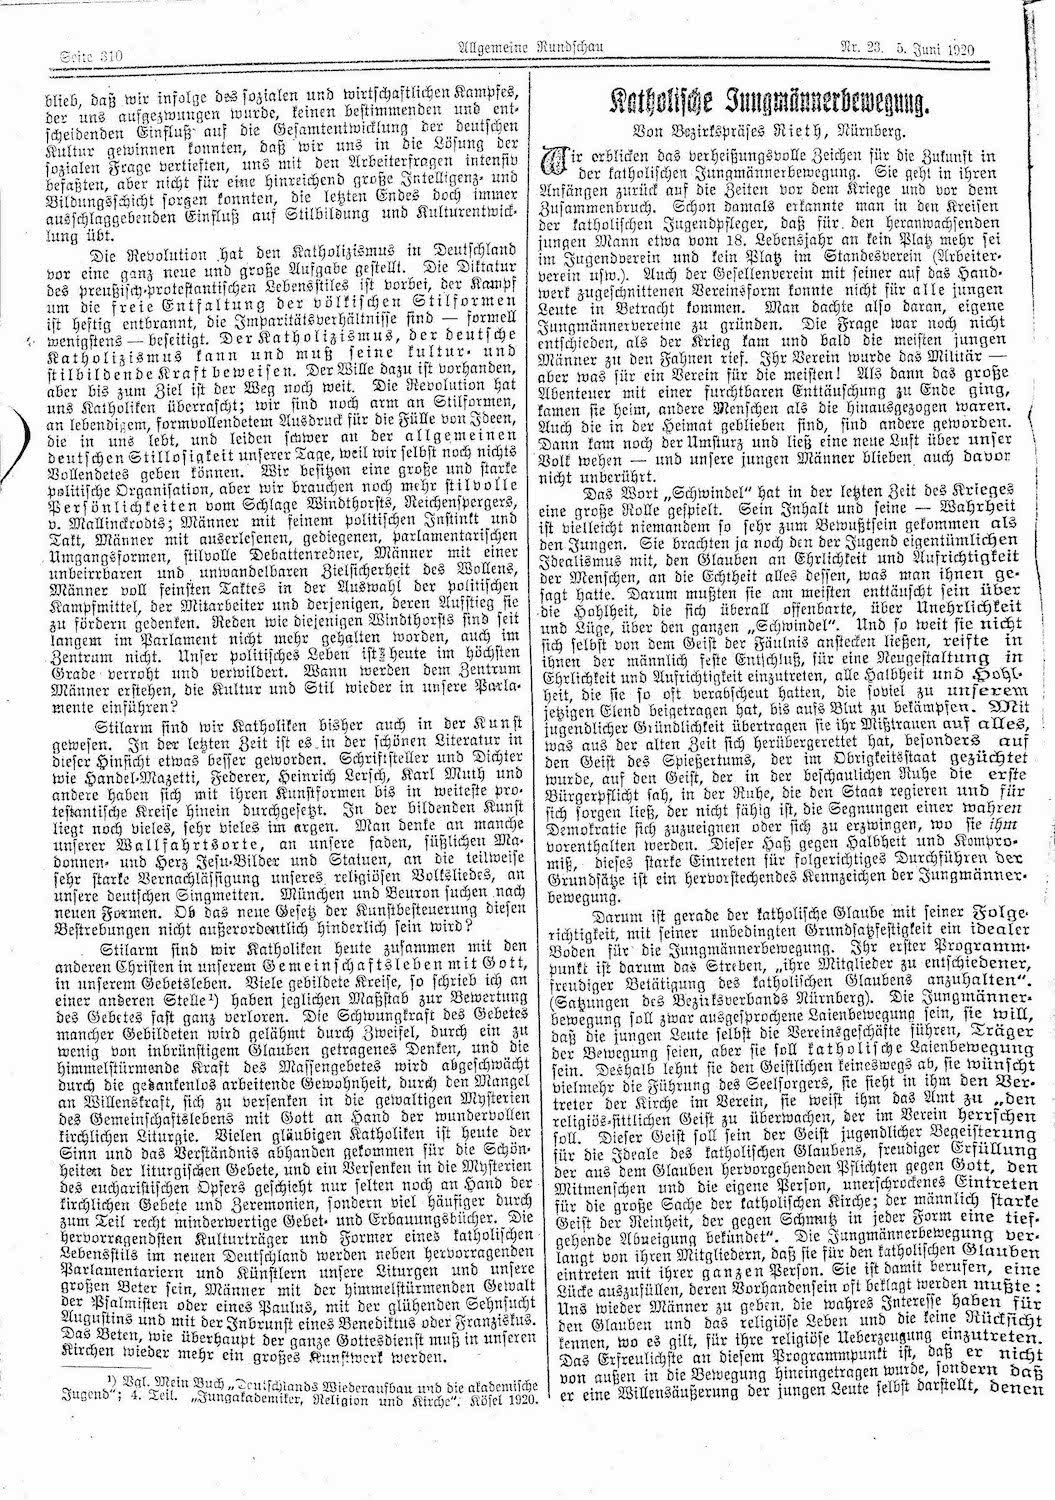 Seite 310
Allgemeine Rundschau
Nr. 23. 5. Juni 1920
blieb, daß wir infolge des sozialen und wirtschaftlichen Kampfes,
der uns aufgezwungen wurde, keinen bestimmenden und ent-
scheidenden Einfluß auf die Gesamtentwicklung der deutschen
Kultur gewinnen konnten, daß wir uns in die Lösung der
sozialen Frage vertieften, uns mit den Arbeiterfragen intensiv
befaßten, aber nicht für eine hinreichend große Intelligenz- und
Bildungsschicht sorgen konnten, die letzten Endes doch immer
ausschlaggebenden Einfluß auf Stilbildung und Kulturentwick-
lung übt.
Die Revolution hat den Katholizismus in Deutschland
vor eine ganz neue und große Aufgabe gestellt. Die Diktatur
des preußisch-protestantischen Lebensstiles ist vorbei, der Kampf
um die freie Entfaltung der völkischen Stilformen
ist heftig entbrannt, die Imparitätsverhältnisse sind — formell
wenigstens — beseitigt. Der Katholizismus, der deutsche
Katholizismus kann und muß seine kultur- und
stilbildende Kraft beweisen. Der Wille dazu ist vorhanden,
aber bis zum Ziel ist der Weg noch weit. Die Revolution hat
uns Katholiken überrascht; wir sind noch arm an Stilformen,
an lebendigem, formvollendetem Ausdruck für die Fülle von Ideen,
die in uns lebt, und leiden schwer an der allgemeinen
deutschen Stillosigkeit unserer Tage, weil wir selbst noch nichts
Vollendetes geben können. Wir besitzen eine große und starke
politische Organisation, aber wir brauchen noch mehr stilvolle
Persönlichkeiten vom Schlage Windthorsts, Reichenspergers,
v. Mallinckrodts; Männer mit feinem politischen Instinkt und
Takt, Männer mit auserlesenen, gediegenen, parlamentarischen
Umgangsformen, stilvolle Debattenredner, Männer mit einer
unbeirrbaren und unwandelbaren Zielsicherheit des Wollens,
Männer voll feinsten Taktes in der Auswahl der politischen
Kampfmittel, der Mitarbeiter und derjenigen, deren Aufstieg sie
zu fördern gedenken. Reden wie diejenigen Windthorsts sind seit
langem im Parlament nicht mehr gehalten worden, auch im
Zentrum nicht. Unser politisches Leben ist heute im höchsten
Grade verroht und verwildert. Wann werden dem Zentrum
Männer erstehen, die Kultur und Stil wieder in unsere Parla-
mente einführen?
Stilarm sind wir Katholiken bisher auch in der Kunst
gewesen. In der letzten Zeit ist es in der schönen Literatur in
dieser Hinsicht etwas besser geworden. Schriftsteller und Dichter
wie Handel-Mazetti, Federer, Heinrich Lersch, Karl Muth und
andere haben sich mit ihren Kunstformen bis in weiteste pro-
testantische Kreise hinein durchgesetzt. In der bildenden Kunst
liegt noch vieles, sehr vieles im argen. Man denke an manche
unserer Wallfahrtsorte, an unsere faden, süßlichen Ma-
donnen- und Herz Jesu-Bilder und Statuen, an die teilweise
sehr starke Vernachlässigung unseres religiösen Volksliedes, an
unsere deutschen Singmeiten. München und Beuron suchen nach
neuen Formen. Ob das neue Gesetz der Kunstbesteuerung diesen
Bestrebungen nicht außerordentlich hinderlich sein wird?
Stilarm sind wir Katholiken heute zusammen mit den
anderen Christen in unserem Gemeinschaftsleben mit Gott,
in unserem Gebetsleben. Viele gebildete Kreise, so schrieb ich an
einer anderen Stelle¹) haben jeglichen Maßstab zur Bewertung
des Gebetes fast ganz verloren. Die Schwungkraft des Gebetes
mancher Gebildeten wird gelähmt durch Zweifel, durch ein zu
wenig von inbrünstigem Glauben getragenes Denken, und die
himmelstürmende Kraft des Massengebetes wird abgeschwächt
durch die gedankenlos arbeitende Gewohnheit, durch den Mangel
an Willenskraft, sich zu versenken in die gewaltigen Mysterien
des Gemeinschaftslebens mit Gott an Hand der wundervollen
kirchlichen Liturgie. Vielen gläubigen Katholiken ist heute der
Sinn und das Verständnis abhanden gekommen für die Schön-
heiten der liturgischen Gebete, und ein Versenken in die Mysterien
des eucharistischen Opfers geschieht nur selten noch an Hand der
kirchlichen Gebete und Zeremonien, sondern viel häufiger durch
zum Teil recht minderwertige Gebet- und Erbauungsbücher. Die
hervorragendsten Kulturträger und Former eines katholischen
Lebensstils im neuen Deutschland werden neben hervorragenden
Parlamentariern und Künstlern unsere Liturgen und unsere
großen Beter sein, Männer mit der himmelstürmenden Gewalt
der Psalmisten oder eines Paulus, mit der glühenden Sehnsucht
Augustins und mit der Inbrunst eines Benediktus oder Franziskus.
Das Beten, wie überhaupt der ganze Gottesdienst muß in unseren
Kirchen wieder mehr ein großes Kunstwerk werden.
¹) Vgl. Mein Buch „Deutschlands Wiederaufbau und die akademische
Jugend“; 4. Teil. „Jungakademiker, Religion und Kirche“. Kösel 1920.
Katholische Jungmännerbewegung.
Von Bezirkspräses Rieth, Nürnberg.
Wir erblicken das verheißungsvolle Zeichen für die Zukunft in
der katholischen Jungmännerbewegung. Sie geht in ihren
Anfängen zurück auf die Zeiten vor dem Kriege und vor dem
Zusammenbruch. Schon damals erkannte man in den Kreisen
der katholischen Jugendpfleger, daß für den heranwachsenden
jungen Mann etwa vom 18. Lebensjahr an kein Platz mehr sei
im Jugendverein und kein Platz im Standesverein (Arbeiter-
verein usw.). Auch der Gesellenverein mit seiner auf das Hand-
werk zugeschnittenen Vereinsform konnte nicht für alle jungen
Leute in Betracht kommen. Man dachte also daran, eigene
Jungmännervereine zu gründen. Die Frage war noch nicht
entschieden, als der Krieg kam und bald die meisten jungen
Männer zu den Fahnen rief. Ihr Verein wurde das Militär —
aber was für ein Verein für die meisten! Als dann das große
Abenteuer mit einer furchtbaren Enttäuschung zu Ende ging,
kamen sie heim, andere Menschen als die hinausgezogen waren.
Auch die in der Heimat geblieben sind, sind andere geworden.
Dann kam noch der Umsturz und ließ eine neue Luft über unser
Volk wehen — und unsere jungen Männer blieben auch davor
nicht unberührt.
Das Wort „Schwindel“ hat in der letzten Zeit des Krieges
eine große Rolle gespielt. Sein Inhalt und seine — Wahrheit
ist vielleicht niemandem so sehr zum Bewußtsein gekommen als
den Jungen. Sie brachten ja noch den der Jugend eigentümlichen
Idealismus mit, den Glauben an Ehrlichkeit und Aufrichtigkeit
der Menschen, an die Echtheit alles dessen, was man ihnen ge-
sagt hatte. Darum mußten sie am meisten enttäuscht sein über
die Hohlheit, die sich überall offenbarte, über Unehrlichkeit
und Lüge, über den ganzen „Schwindel“. Und so weit sie nicht
sich selbst von dem Geist der Fäulnis anstecken ließen, reifte in
ihnen der männlich feste Entschluß, für eine Neugestaltung in
Ehrlichkeit und Aufrichtigkeit einzutreten, alle Halbheit und Hohl-
heit, die sie so oft verabscheut hatten, die soviel zu unserem
jetzigen Elend beigetragen hat, bis aufs Blut zu bekämpfen. Mit
jugendlicher Gründlichkeit übertragen sie ihr Mißtrauen auf alles,
was aus der alten Zeit sich herübergerettet hat, besonders auf
den Geist des Spießertums, der im Obrigkeitsstaat gezüchtet
wurde, auf den Geist, der in der beschaulichen Ruhe die erste
Bürgerpflicht sah, in der Ruhe, die den Staat regieren und für
sich sorgen ließ, der nicht fähig ist, die Segnungen einer wahren
Demokratie sich zuzueignen oder sich zu erzwingen, wo sie ihm
vorenthalten werden. Dieser Haß gegen Halbheit und Kompro-
miß, dieses starke Eintreten für folgerichtiges Durchführen der
Grundsätze ist ein hervorstechendes Kennzeichen der Jungmänner-
bewegung.
Darum ist gerade der katholische Glaube mit seiner Folge-
richtigkeit, mit seiner unbedingten Grundsatzfestigkeit ein idealer
Boden für die Jungmännerbewegung. Ihr erster Programm-
punkt ist darum das Streben, „ihre Mitglieder zu entschiedener,
freudiger Betätigung des katholischen Glaubens anzuhalten“.
(Satzungen des Bezirksverbands Nürnberg). Die Jungmänner-
bewegung soll zwar ausgesprochene Laienbewegung sein, sie will,
daß die jungen Leute selbst die Vereinsgeschäfte führen, Träger
der Bewegung seien, aber sie soll katholische Laienbewegung
sein. Deshalb lehnt sie den Geistlichen keineswegs ab, sie wünscht
vielmehr die Führung des Seelsorgers, sie sieht in ihm den Ver-
treter der Kirche im Verein, sie weist ihm das Amt zu „den
religiös-sittlichen Geist zu überwachen, der im Verein herrschen
soll. Dieser Geist soll sein der Geist jugendlicher Begeisterung
für die Ideale des katholischen Glaubens, freudiger Erfüllung
der aus dem Glauben hervorgehenden Pflichten gegen Gott, den
Mitmenschen und die eigene Person, unerschrockenes Eintreten
für die große Sache der katholischen Kirche; der männlich starke
Geist der Reinheit, der gegen Schmutz in jeder Form eine tief-
gehende Abneigung bekündet“. Die Jungmännerbewegung ver-
langt von ihren Mitgliedern, daß sie für den katholischen Glauben
eintreten mit ihrer ganzen Person. Sie ist damit berufen, eine
Lücke auszufüllen, deren Vorhandensein oft beklagt werden mußte:
Uns wieder Männer zu geben, die wahres Interesse haben für
den Glauben und das religiöse Leben und die keine Rücksicht
kennen, wo es gilt, für ihre religiöse Ueberzeugung einzutreten.
Das Erfreulichste an diesem Programmpunkt ist, daß er nicht
von außen in die Bewegung hineingetragen wurde, sondern daß
er eine Willensäußerung der jungen Leute selbst darstellt, denen